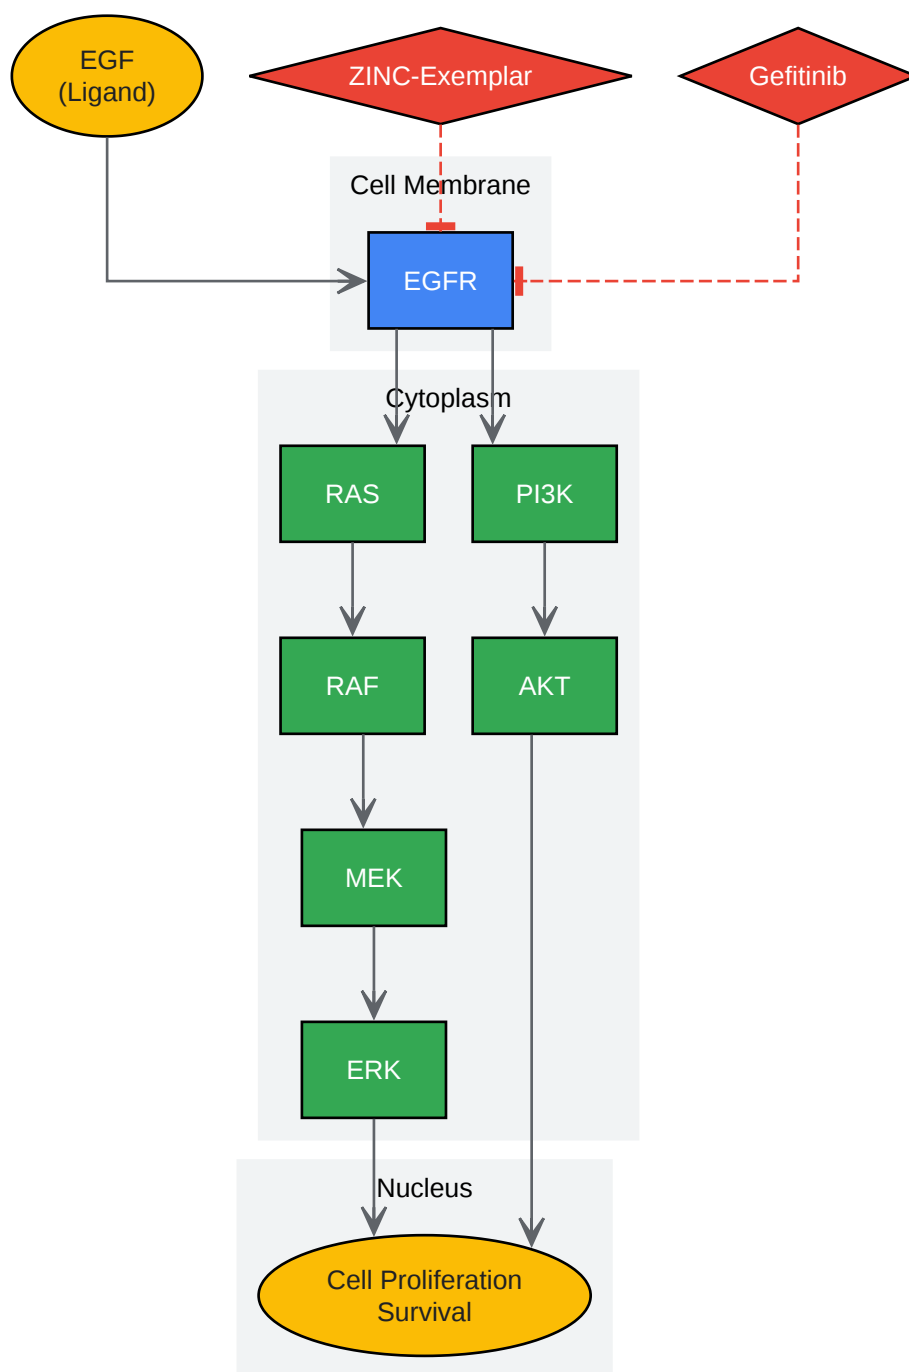 EGF
(Ligand)
ZINC-Exemplar
Gefitinib
Cell Membrane
EGFR
Cytoplasm
RAS
PI3K
RAF
AKT
MEK
ERK
Nucleus
Cell Proliferation
Survival